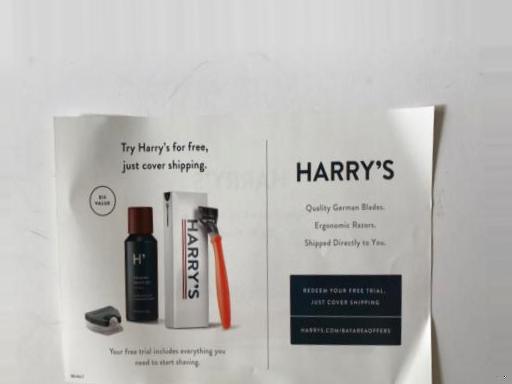 Try Harry's for free,
just cover shipping.
$13
VALUE
H'
HARRY'S
Your free trial includes everything you
need to start shaving.
HARRY'S
Quality German Blades.
Ergonomic Razors.
Shipped Directly to You.
REDEEM YOUR FREE TRIAL,
JUST COVER SHIPPING
HARRYS.COM/BAYAREAOFFERS